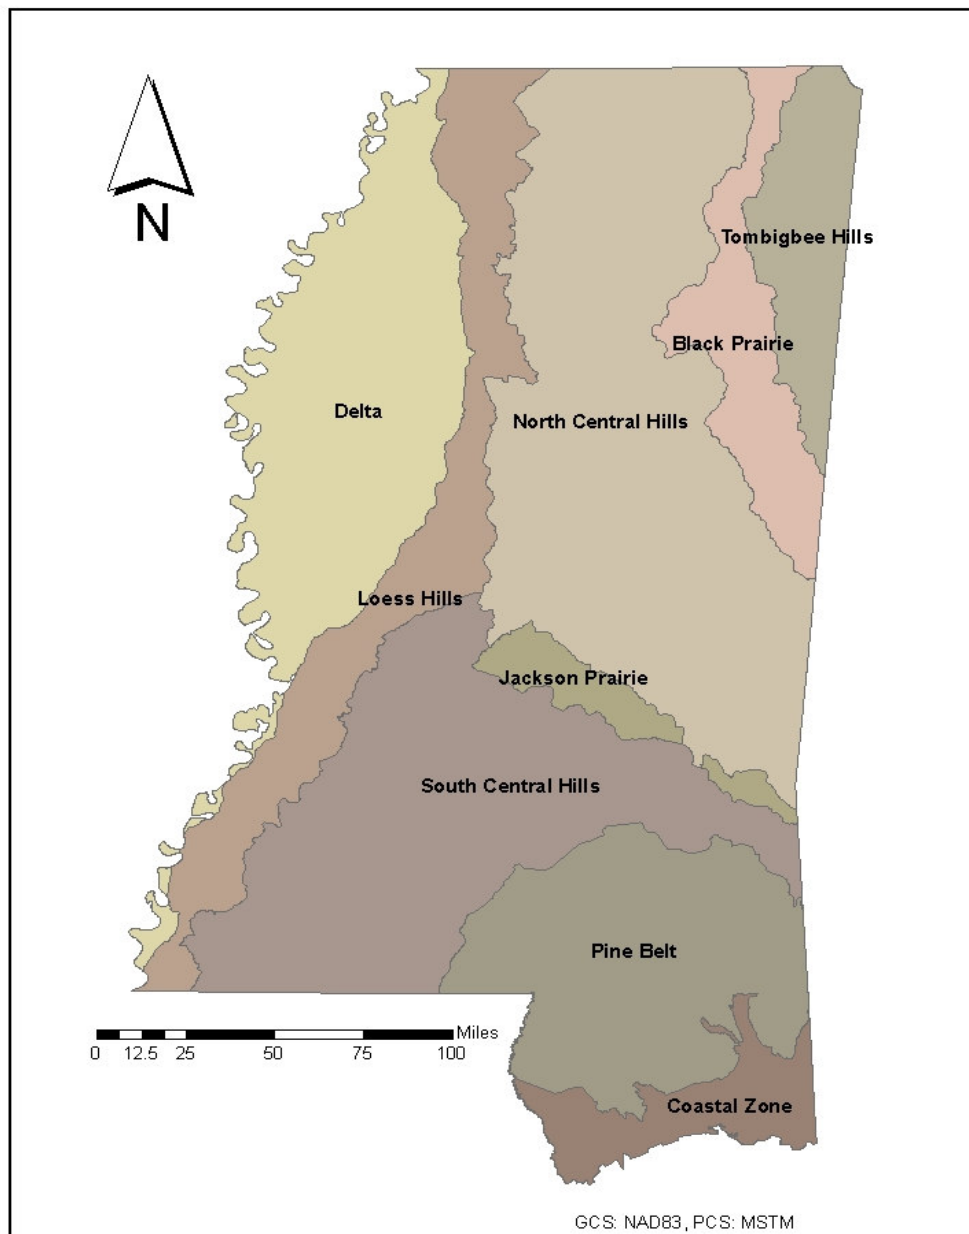 N
Tombigbee Hills
Black Prairie
Delta
North Central Hills
Loess Hills
Jackson Prairie
South Central Hills
Pine Belt
Miles
0 12.5 25 50 75 100
Coastal Zone
GCS: NAD83, PCS: MSTM